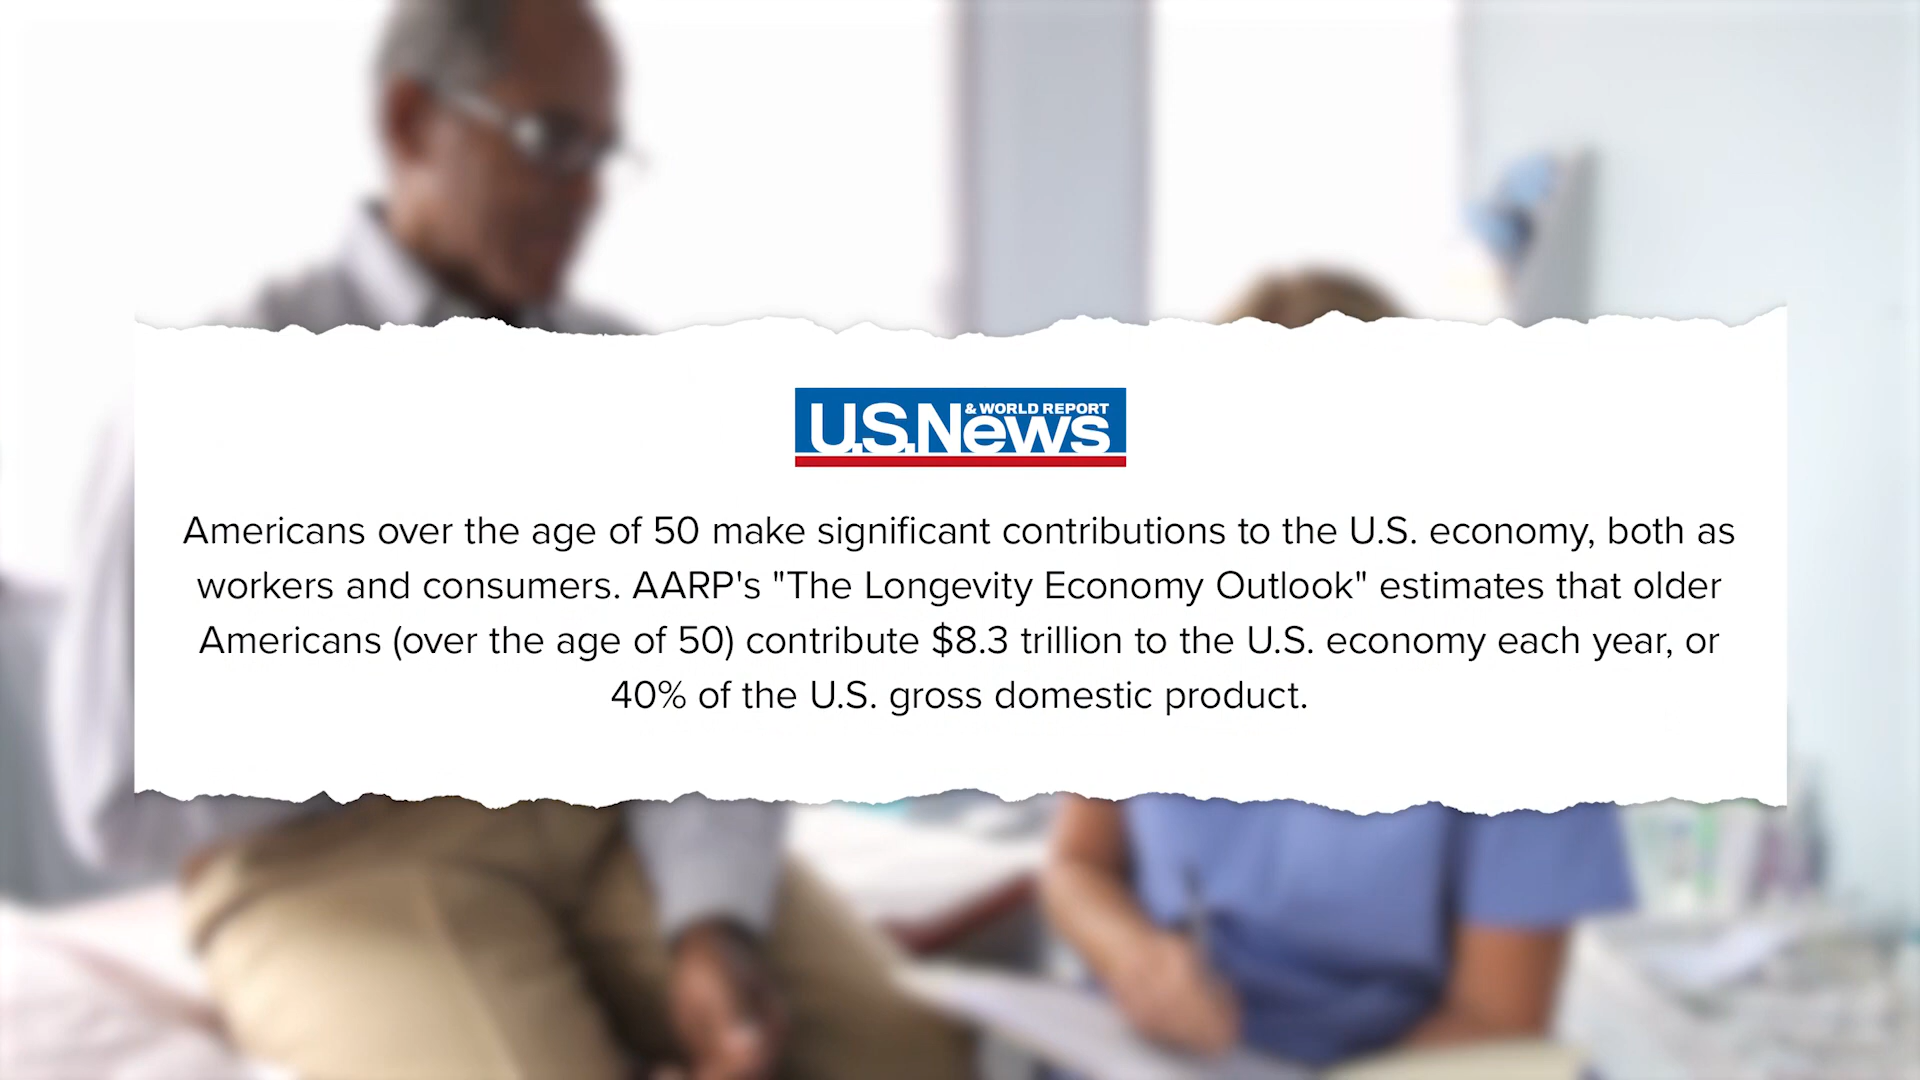 U.S.News
& WORLD REPORT
Americans over the age of 50 make significant contributions to the U.S. economy, both as
workers and consumers. AARP's "The Longevity Economy Outlook" estimates that older
Americans (over the age of 50) contribute $8.3 trillion to the U.S. economy each year, or
40% of the U.S. gross domestic product.